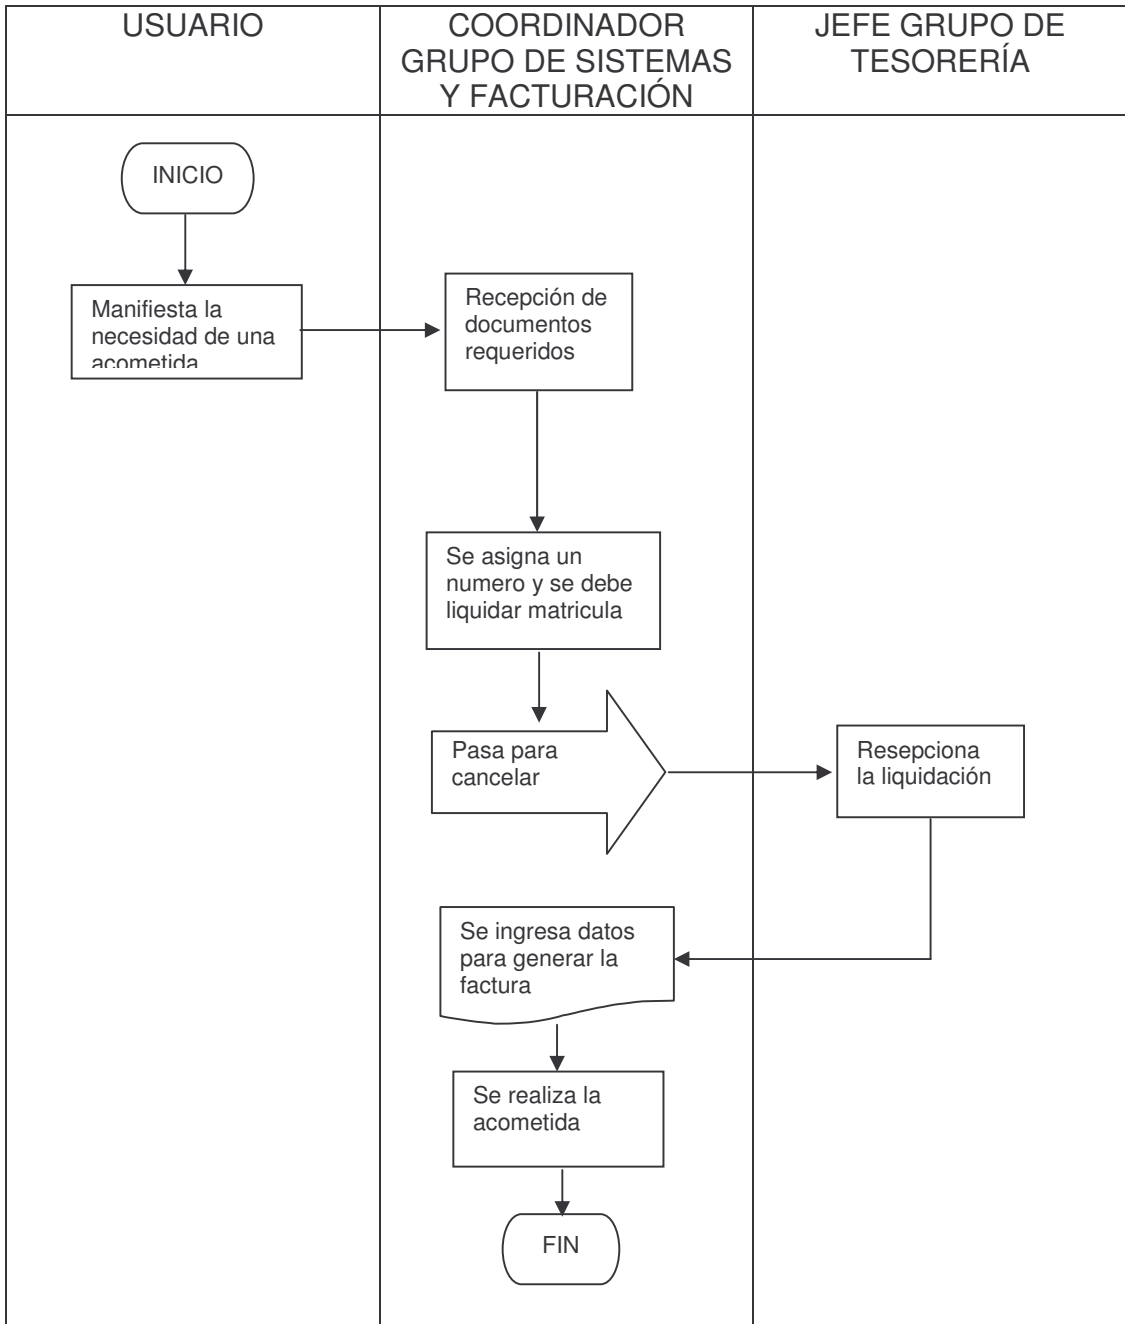 USUARIO
COORDINADOR
GRUPO DE SISTEMAS
Y FACTURACIÓN
JEFE GRUPO DE
TESORERÍA
INICIO
Manifiesta la
necesidad de una
acometida
Recepción de
documentos
requeridos
Se asigna un
numero y se debe
liquidar matricula
Pasa para
cancelar
Resepciona
la liquidación
Se ingresa datos
para generar la
factura
Se realiza la
acometida
FIN